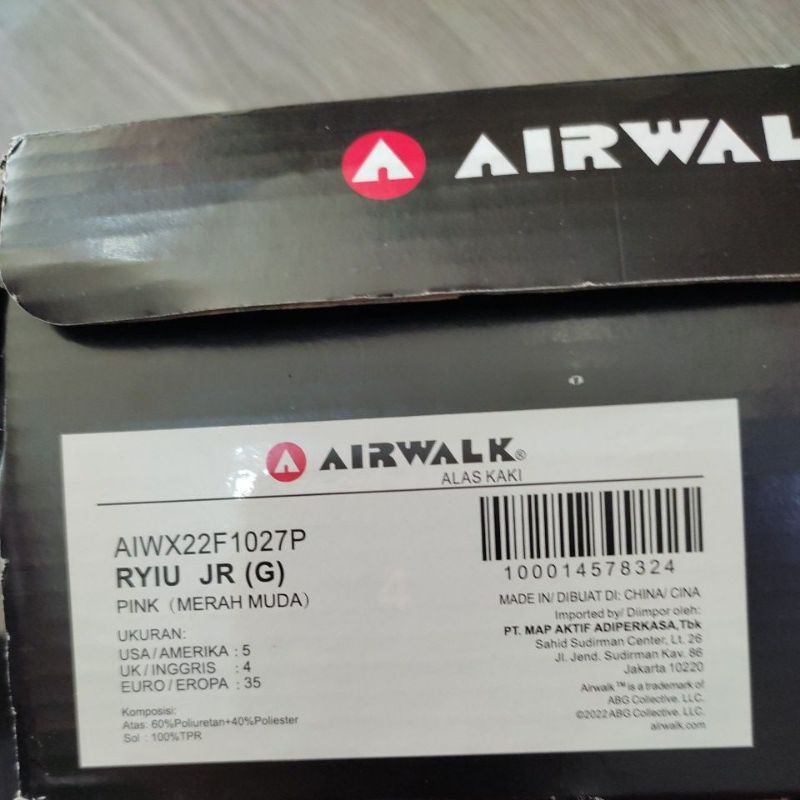 AIRWAL
AIRWALK®
ALAS KAKI
AIWX22F1027P
RYIU JR (G)
PINK (MERAH MUDA)
UKURAN:
USA/AMERIKA : 5
UK/INGGRIS : 4
EURO/EROPA : 35
Komposisi:
Atas: 60%Poliuretan+40%Poliester
Sol : 100%TPR
100014578324
MADE IN/ DIBUAT DI: CHINA/ CINA
Imported by/ Diimpor oleh:
PT. MAP AKTIF ADIPERKASA,Tbk
Sahid Sudirman Center, Lt. 26
Jl. Jend. Sudirman Kav. 86
Jakarta 10220
Airwalk™ is a trademark of
ABG Collective, LLC.
©2022 ABG Collective, LLC.
airwalk.com